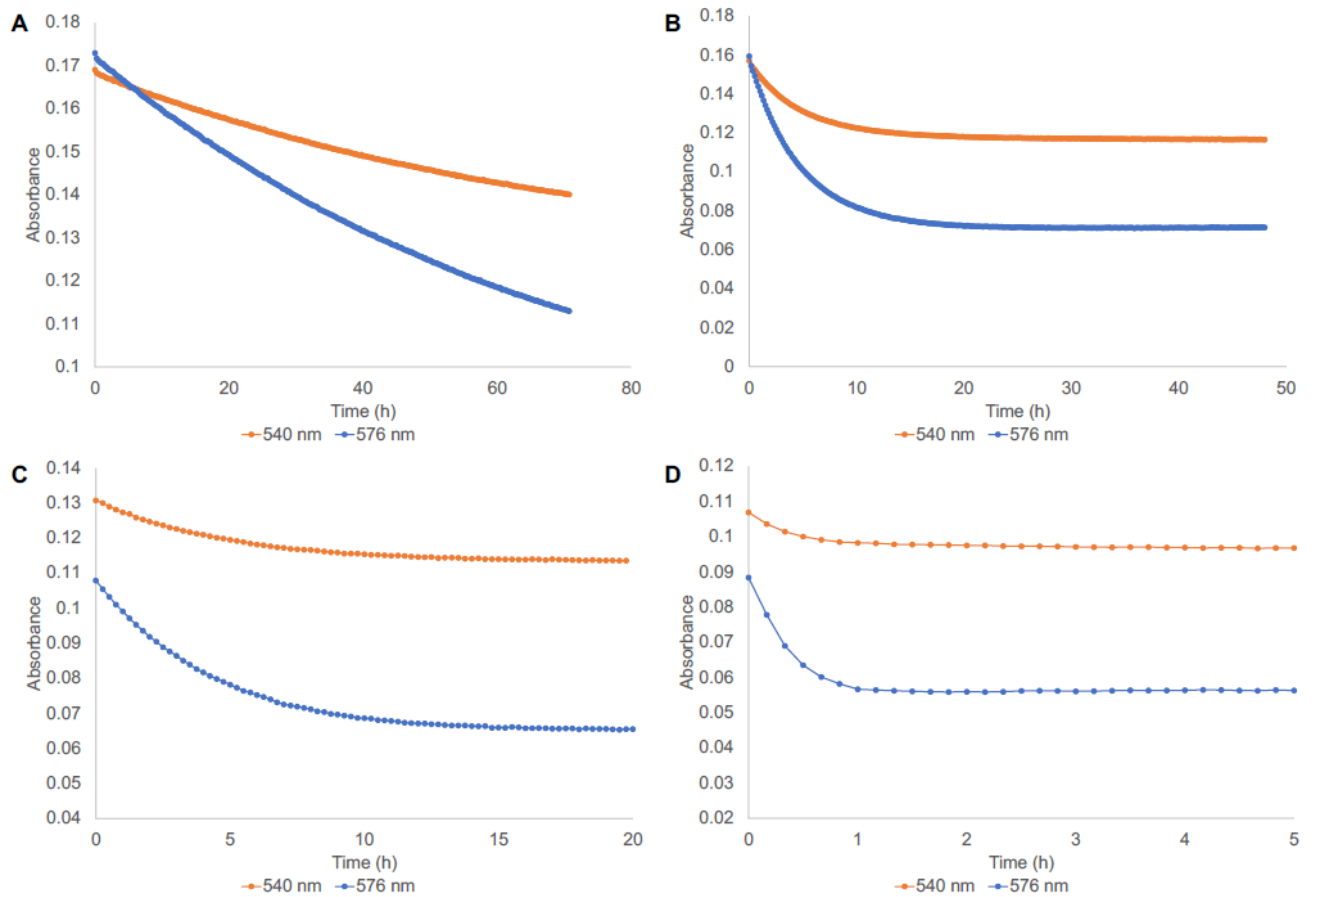 A
Absorbance
0.18
0.17
0.16
0.15
0.14
0.13
0.12
0.11
0.1
0 20 40 60 80
Time (h)
540 nm 576 nm
B
Absorbance
0.18
0.16
0.14
0.12
0.1
0.08
0.06
0.04
0.02
0
0 10 20 30 40 50
Time (h)
540 nm 576 nm
C
Absorbance
0.14
0.13
0.12
0.11
0.1
0.09
0.08
0.07
0.06
0.05
0.04
0 5 10 15 20
Time (h)
540 nm 576 nm
D
Absorbance
0.12
0.11
0.1
0.09
0.08
0.07
0.06
0.05
0.04
0.03
0.02
0 1 2 3 4 5
Time (h)
540 nm 576 nm